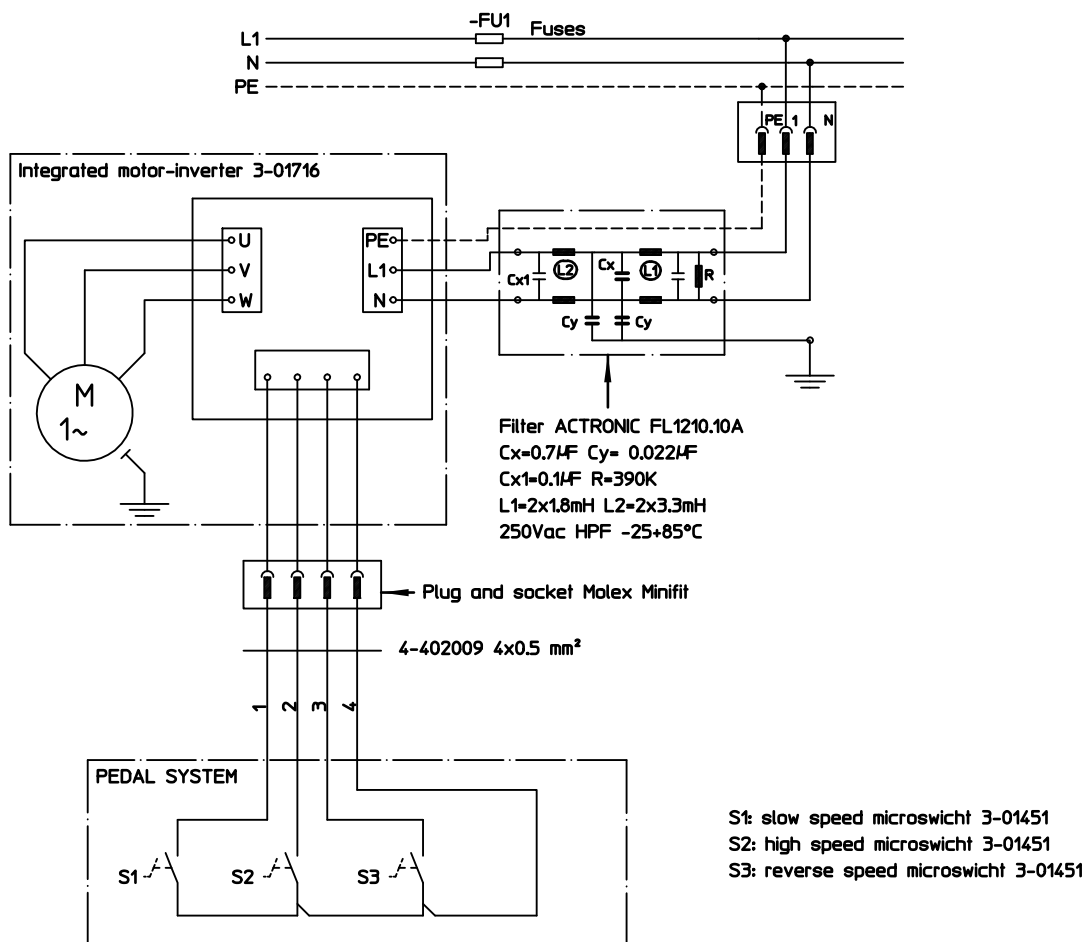 -FU1
Fuses
L1
N
PE
PE 1 N
Integrated motor-inverter 3-01716
U
V
W
PE
L1
N
Cx1
L2
Cx
L1
R
Cy
Cy
M
1~
Filter ACTRONIC FL1210.10A
Cx=0.7µF Cy= 0.022µF
Cx1=0.1µF R=390K
L1=2x1.8mH L2=2x3.3mH
250Vac HPF -25+85°C
Plug and socket Molex Minifit
4-402009 4x0.5 mm²
1 2 3 4
PEDAL SYSTEM
S1
S2
S3
S1: slow speed microswicht 3-01451
S2: high speed microswicht 3-01451
S3: reverse speed microswicht 3-01451